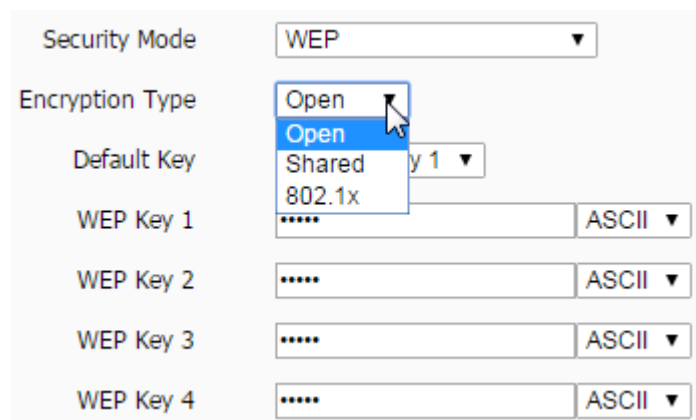 Security Mode WEP
Encryption Type Open
Open
Default Key Shared y 1
802.1x
WEP Key 1 ••••• ASCII
WEP Key 2 ••••• ASCII
WEP Key 3 ••••• ASCII
WEP Key 4 ••••• ASCII